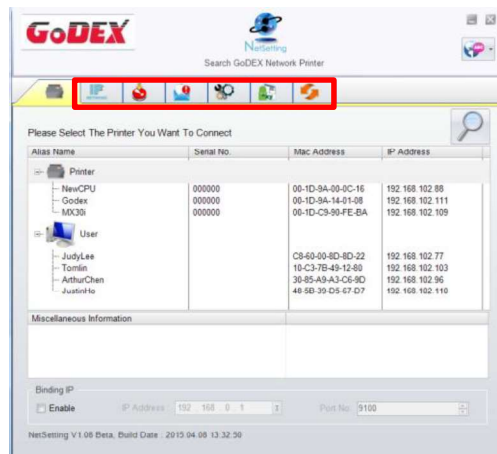 GoDEX
NetSetting
Search GoDEX Network Printer
IP
Please Select The Printer You Want To Connect
Alias Name Serial No. Mac Address IP Address
Printer
NewCPU 000000 00-1D-9A-00-0C-16 192.168.102.88
Godex 000000 00-1D-9A-14-01-08 192.168.102.111
MX30i 000000 00-1D-C9-90-FE-BA 192.168.102.109
User
JudyLee C8-60-00-8D-8D-22 192.168.102.77
Tomlin 10-C3-7B-49-12-80 192.168.102.103
ArthurChen 30-85-A9-A3-C6-9D 192.168.102.96
JustinHo 48-5B-39-D5-67-D7 192.168.102.110
Miscellaneous Information
Binding IP
Enable IP Address 192 . 168 . 0 . 1 Port No. 9100
NetSetting V1.06 Beta, Build Date : 2015.04.08 13:32:50